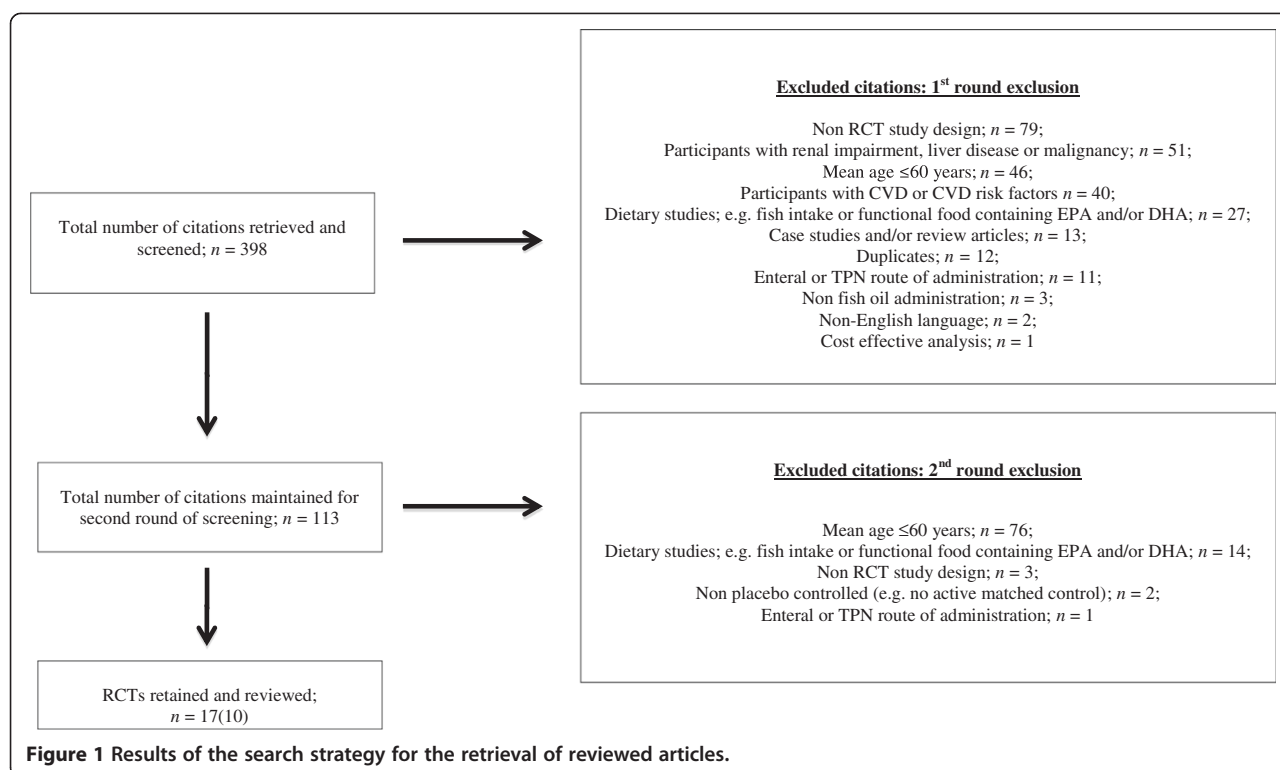 Total number of citations retrieved and
screened; n = 398
Excluded citations: 1st round exclusion
Non RCT study design; n = 79;
Participants with renal impairment, liver disease or malignancy; n = 51;
Mean age ≤60 years; n = 46;
Participants with CVD or CVD risk factors n = 40;
Dietary studies; e.g. fish intake or functional food containing EPA and/or DHA; n = 27;
Case studies and/or review articles; n = 13;
Duplicates; n = 12;
Enteral or TPN route of administration; n = 11;
Non fish oil administration; n = 3;
Non-English language; n = 2;
Cost effective analysis; n = 1
Total number of citations maintained for
second round of screening; n = 113
Excluded citations: 2nd round exclusion
Mean age ≤60 years; n = 76;
Dietary studies; e.g. fish intake or functional food containing EPA and/or DHA; n = 14;
Non RCT study design; n = 3;
Non placebo controlled (e.g. no active matched control); n = 2;
Enteral or TPN route of administration; n = 1
RCTs retained and reviewed;
n = 17(10)
Figure 1 Results of the search strategy for the retrieval of reviewed articles.